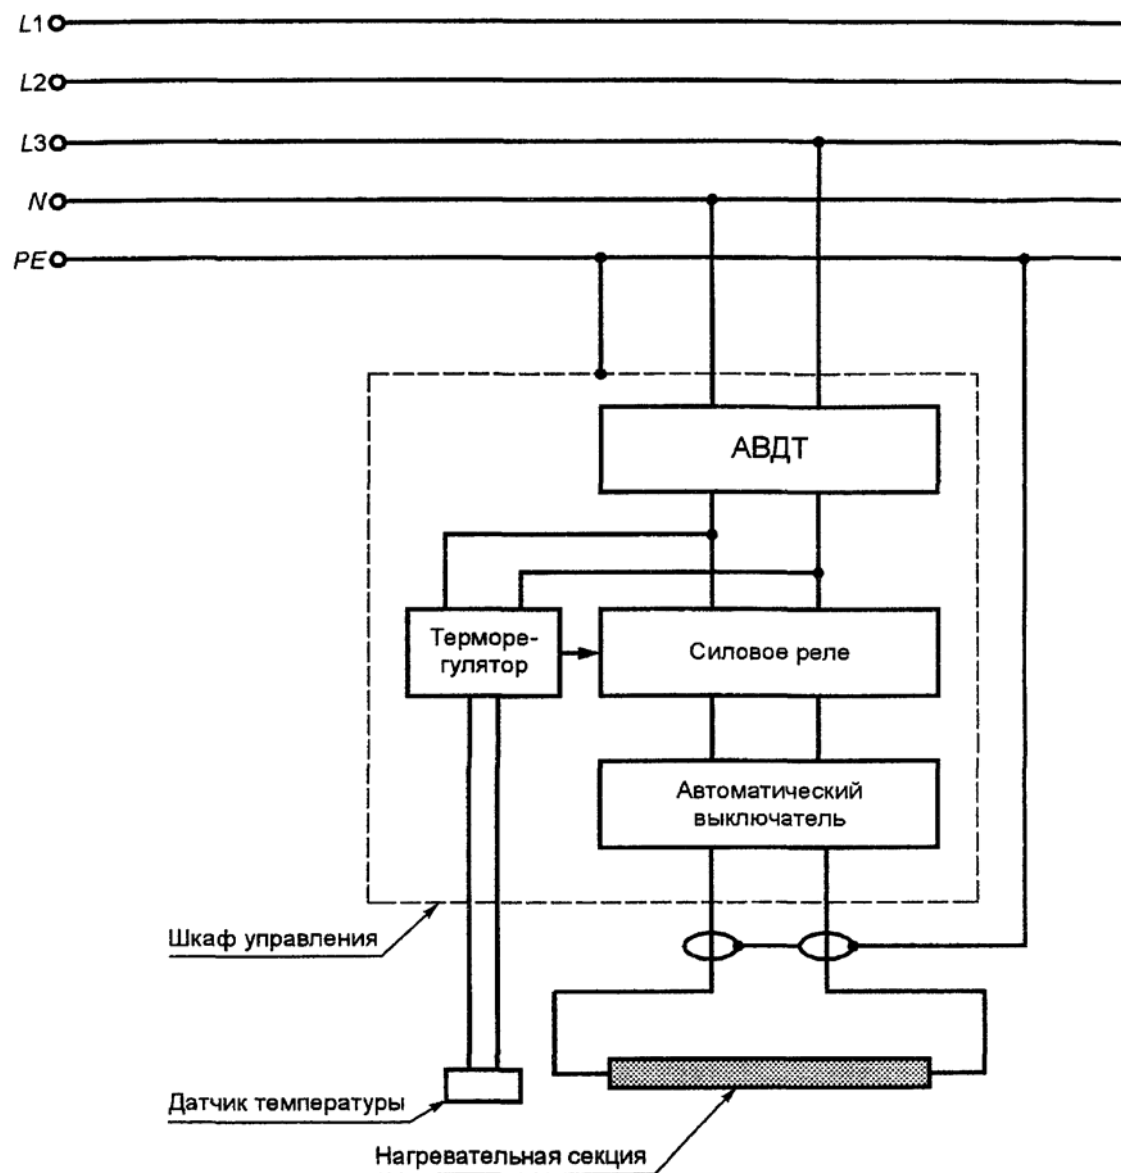 L1
L2
L3
N
PE
АВДТ
Терморе-
гулятор
Силовое реле
Автоматический
выключатель
Шкаф управления
Датчик температуры
Нагревательная секция